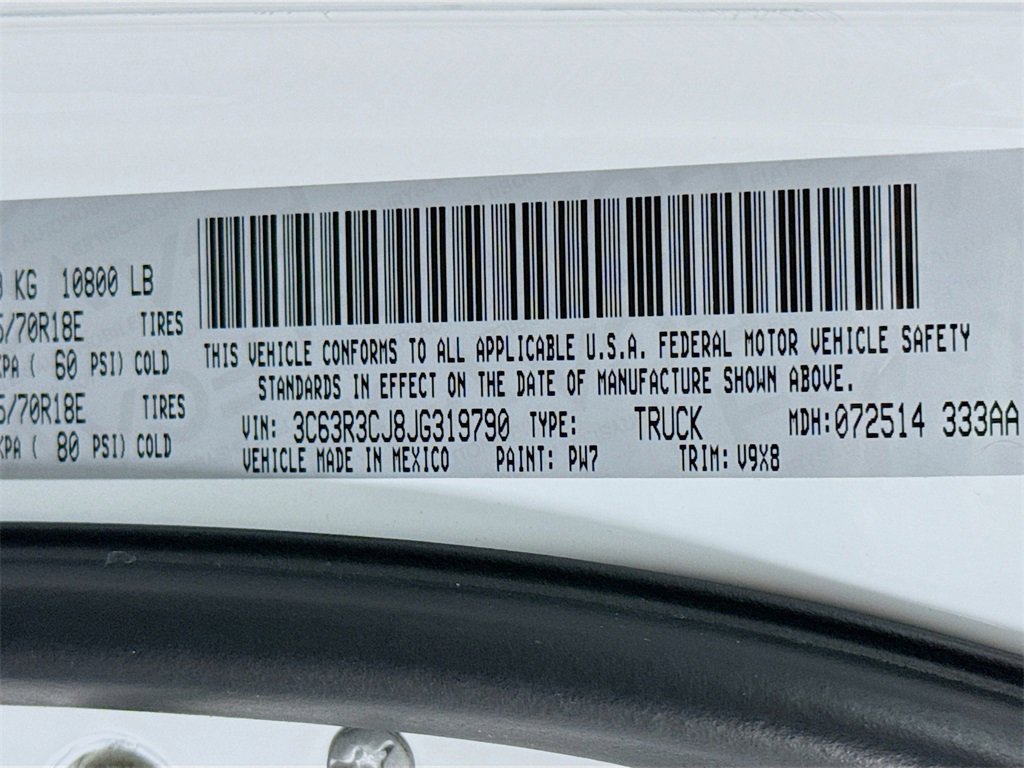 KG 10800 LB
/70R18E TIRES
KPA ( 60 PSI) COLD
/70R18E TIRES
KPA ( 80 PSI) COLD
THIS VEHICLE CONFORMS TO ALL APPLICABLE U.S.A. FEDERAL MOTOR VEHICLE SAFETY
STANDARDS IN EFFECT ON THE DATE OF MANUFACTURE SHOWN ABOVE.
VIN: 3C63R3CJ8JG319790 TYPE: TRUCK MDH:072514 333AA
VEHICLE MADE IN MEXICO PAINT: PW7 TRIM: V9X8